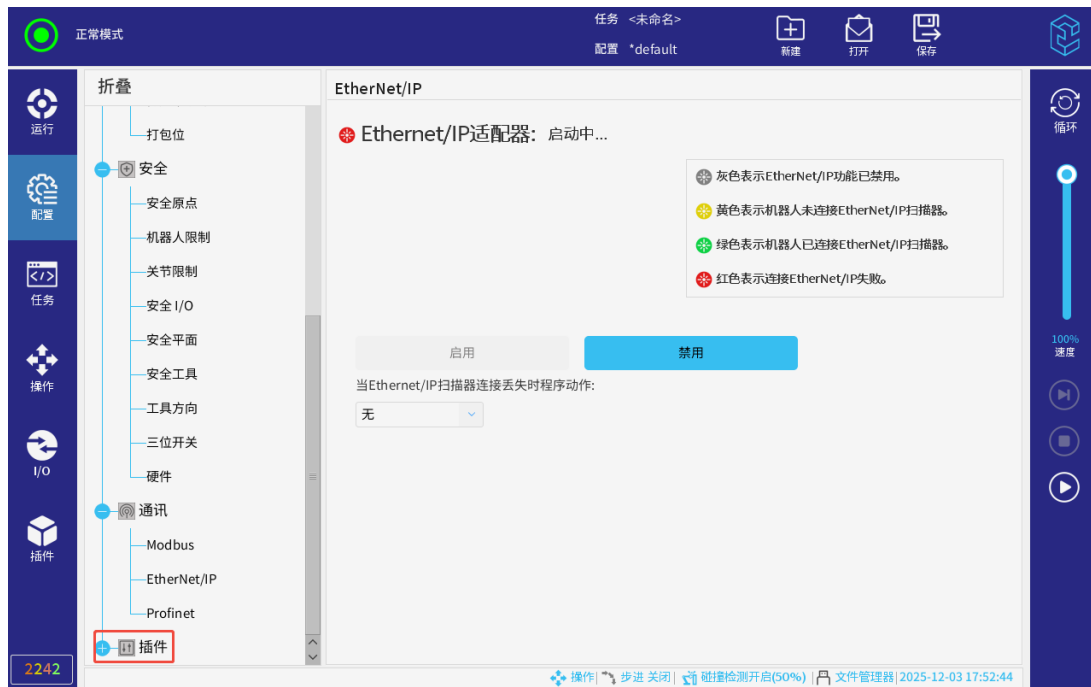 正常模式
任务 <未命名>
配置 *default
新建
打开
保存
运行
配置
任务
操作
I/O
插件
2242
折叠
打包位
安全
安全原点
机器人限制
关节限制
安全 I/O
安全平面
安全工具
工具方向
三位开关
硬件
通讯
Modbus
EtherNet/IP
Profinet
插件
EtherNet/IP
Ethernet/IP适配器: 启动中...
灰色表示EtherNet/IP功能已禁用。
黄色表示机器人未连接EtherNet/IP扫描器。
绿色表示机器人已连接EtherNet/IP扫描器。
红色表示连接EtherNet/IP失败。
启用
禁用
当Ethernet/IP扫描器连接丢失时程序动作:
无
循环
100%
速度
操作| 步进 关闭| 碰撞检测开启(50%) | 文件管理器| 2025-12-03 17:52:44